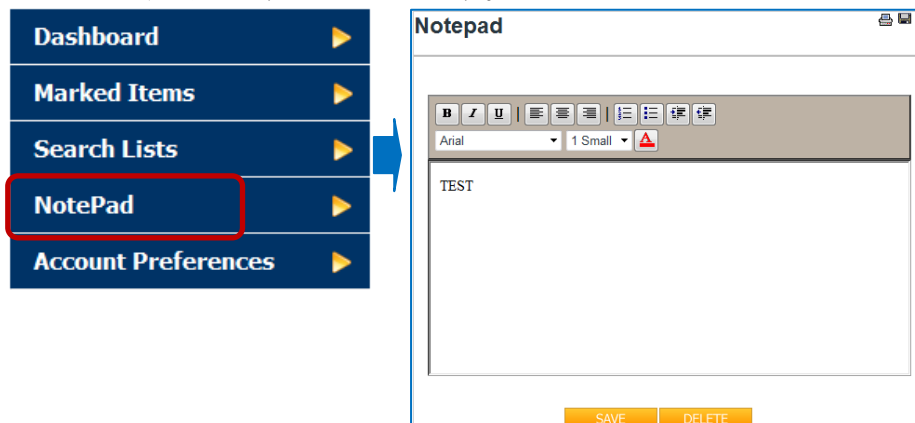 Dashboard
Marked Items
Search Lists
NotePad
Account Preferences
Notepad
B I U
Arial 1 Small A
TEST
SAVE DELETE